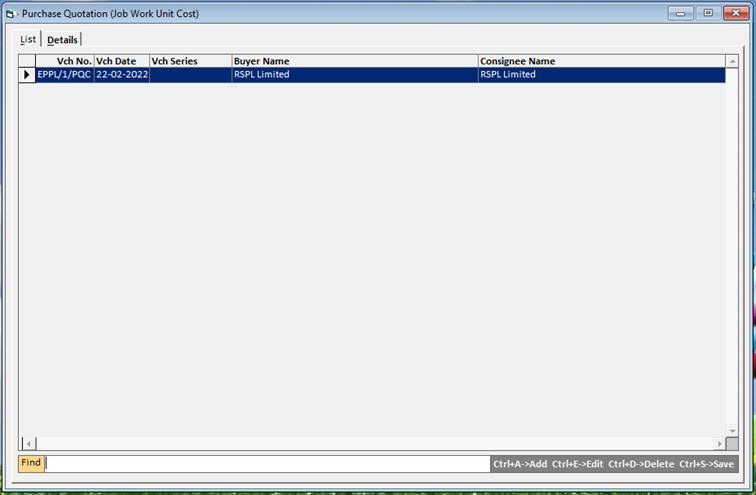 Purchase Quotation (Job Work Unit Cost)
List Details
Vch No. Vch Date Vch Series Buyer Name Consignee Name
EPPL/1/PQC 22-02-2022 RSPL Limited RSPL Limited
Find Ctrl+A->Add Ctrl+E->Edit Ctrl+D->Delete Ctrl+S->Save